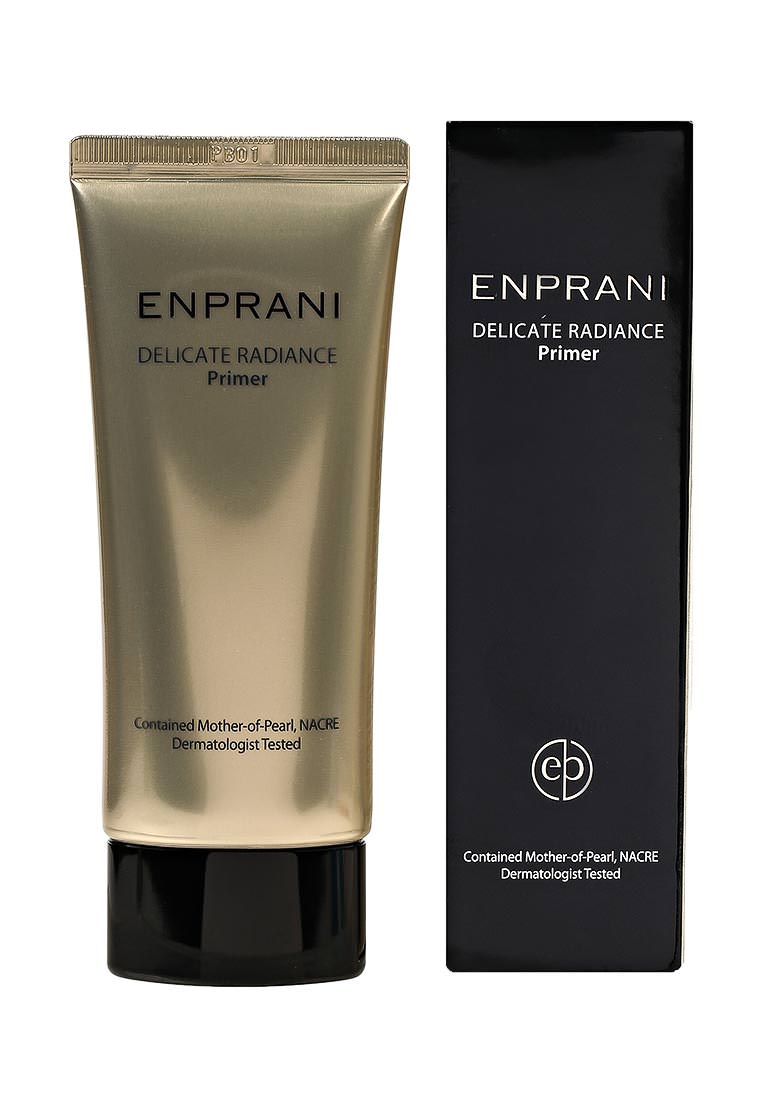 PB01
ENPRANI
DELICATE RADIANCE
Primer
Contained Mother-of-Pearl, NACRE
Dermatologist Tested
ENPRANI
DELICATE RADIANCE
Primer
ep
Contained Mother-of-Pearl, NACRE
Dermatologist Tested